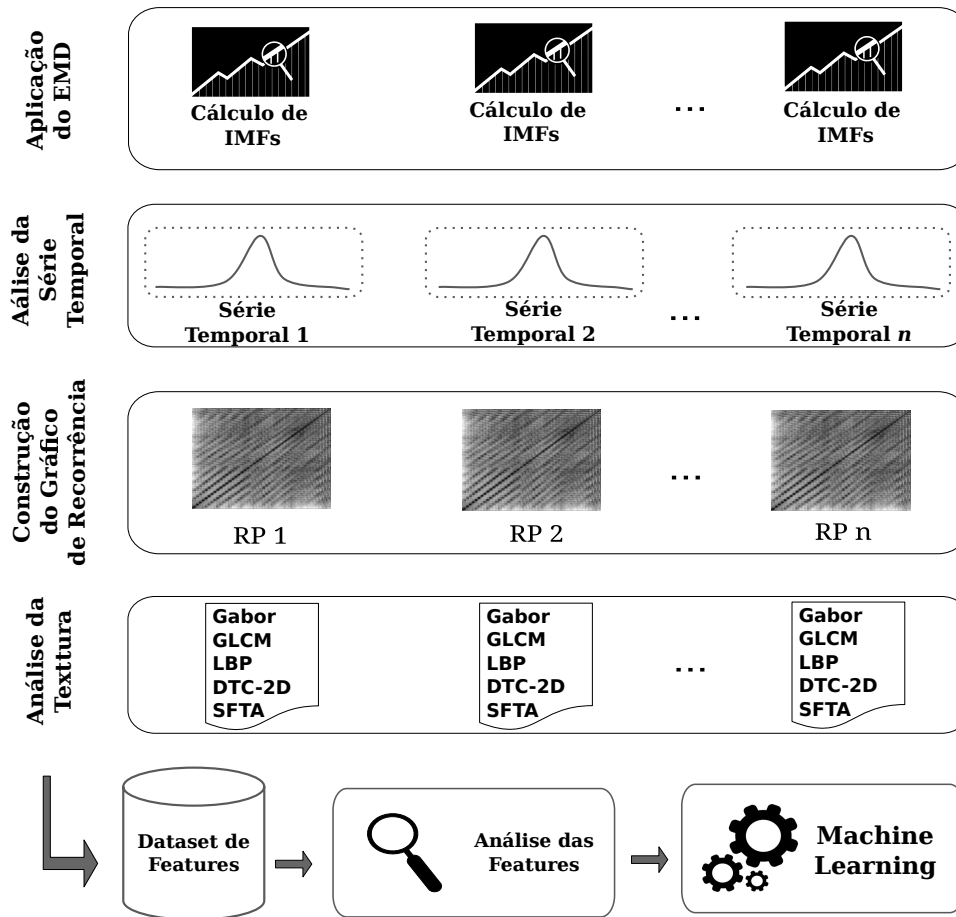 Aplicação
do EMD
Cálculo de
IMFs
Cálculo de
IMFs
...
Cálculo de
IMFs
Aálise da
Série
Temporal
Série
Temporal 1
Série
Temporal 2
...
Série
Temporal n
Construção
do Gráfico
de Recorrência
RP 1
RP 2
...
RP n
Análise da
Texttura
Gabor
GLCM
LBP
DTC-2D
SFTA
Gabor
GLCM
LBP
DTC-2D
SFTA
...
Gabor
GLCM
LBP
DTC-2D
SFTA
Dataset de
Features
Análise das
Features
Machine
Learning